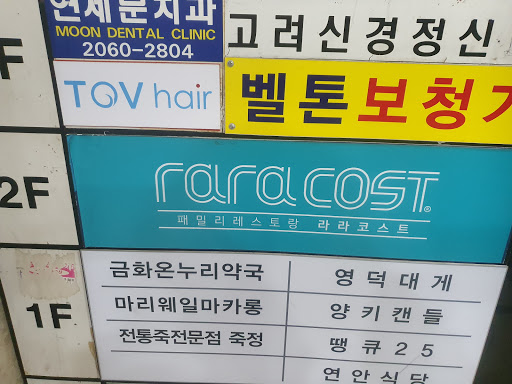 연세문치과
MOON DENTAL CLINIC
2060-2804
고려신경정신
F
TOV hair
벨톤보청기
2F
rara COST®
패밀리레스토랑 라라코스트
1F
금화온누리약국
영덕대게
마리웨일마카롱
양키캔들
전통죽전문점 죽정
땡큐25
연안식당